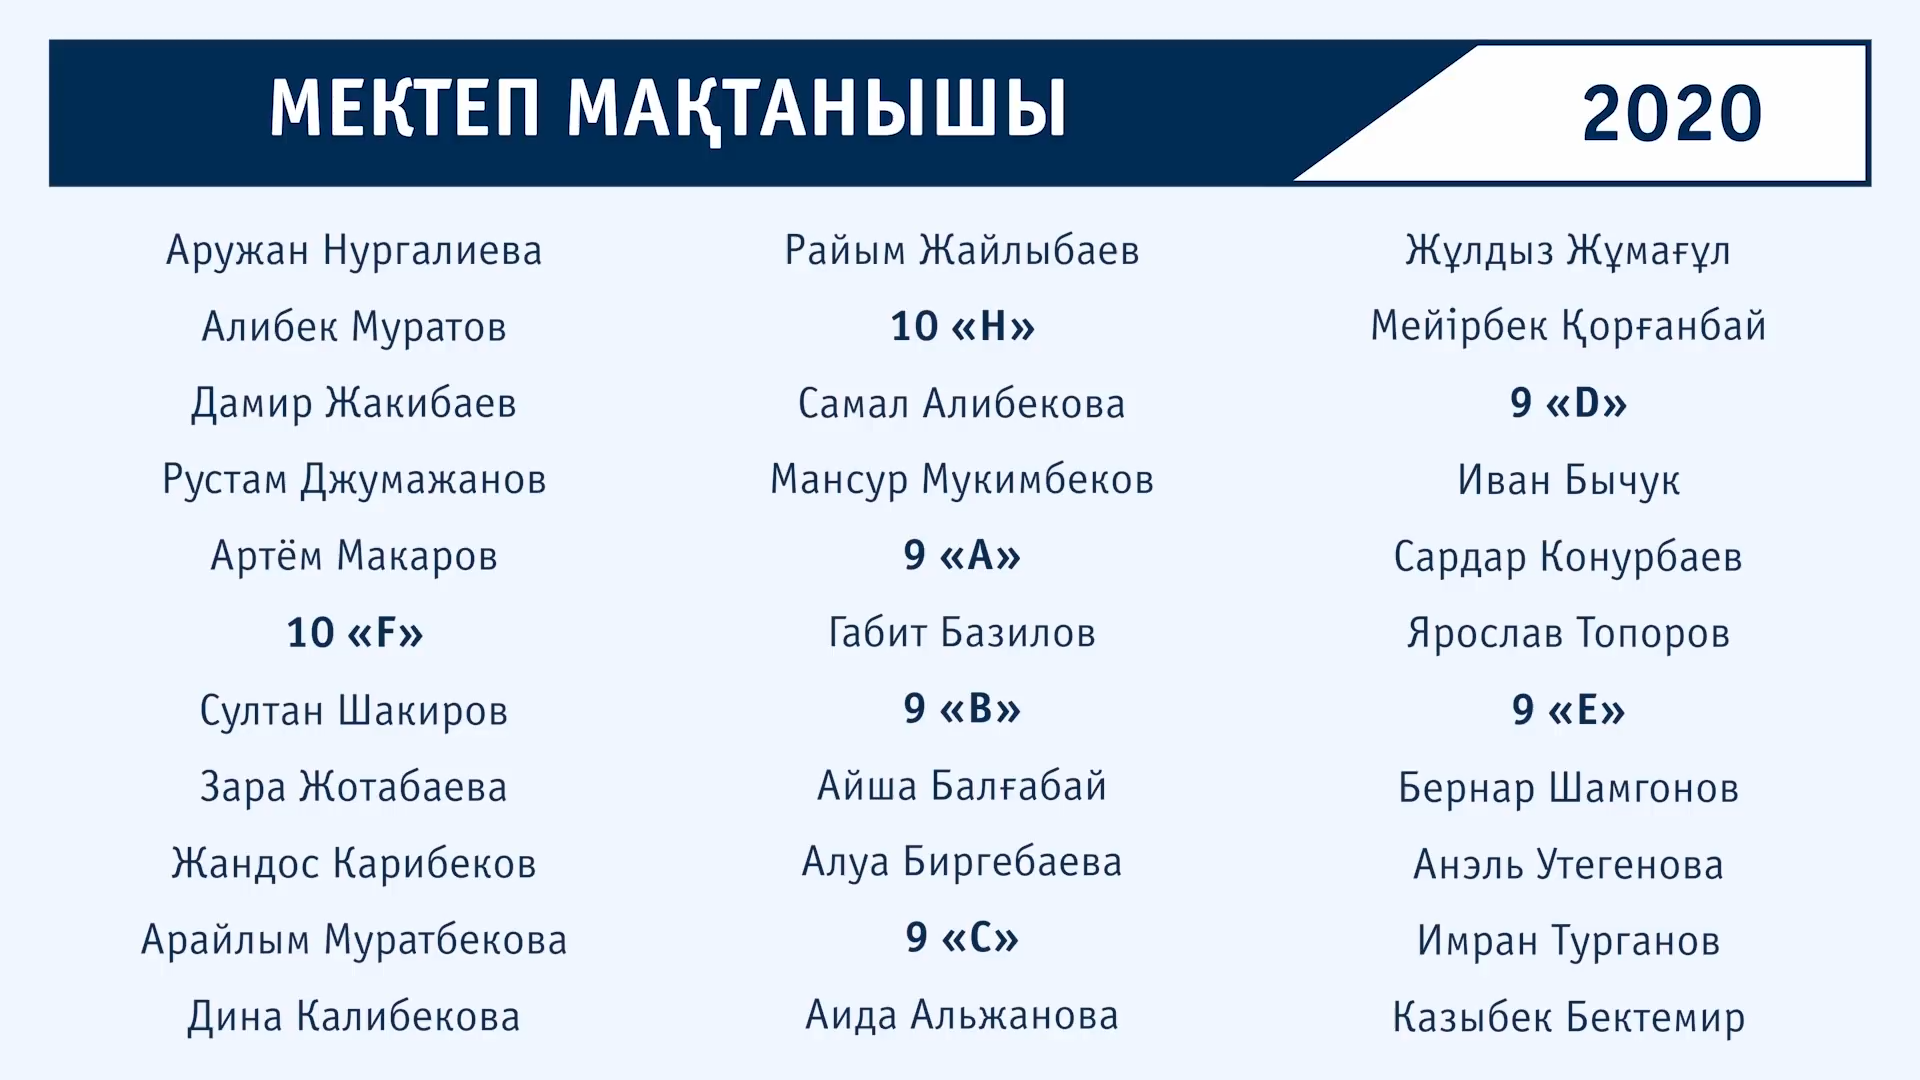 МЕКТЕП МАҚТАНЫШЫ
2020
Аружан Нургалиева
Алибек Муратов
Дамир Жакибаев
Рустам Джумажанов
Артём Макаров
10 «F»
Султан Шакиров
Зара Жотабаева
Жандос Карибеков
Арайлым Муратбекова
Дина Калибекова
Райым Жайлыбаев
10 «H»
Самал Алибекова
Мансур Мукимбеков
9 «A»
Габит Базилов
9 «B»
Айша Балғабай
Алуа Биргебаева
9 «C»
Аида Альжанова
Жұлдыз Жұмағұл
Мейірбек Қорғанбай
9 «D»
Иван Бычук
Сардар Конурбаев
Ярослав Топоров
9 «E»
Бернар Шамгонов
Анэль Утегенова
Имран Турганов
Казыбек Бектемир